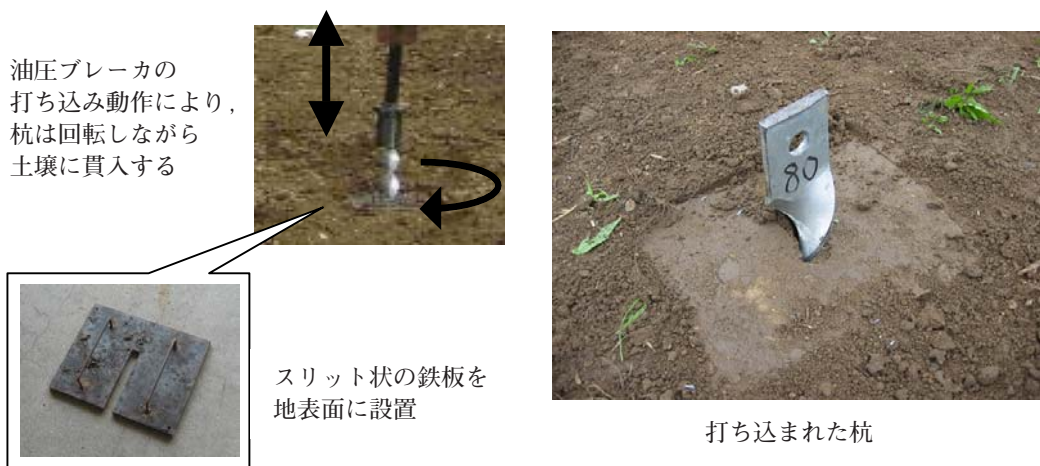 油圧ブレーカの
打ち込み動作により,
杭は回転しながら
土壌に貫入する
80
スリット状の鉄板を
地表面に設置
打ち込まれた杭